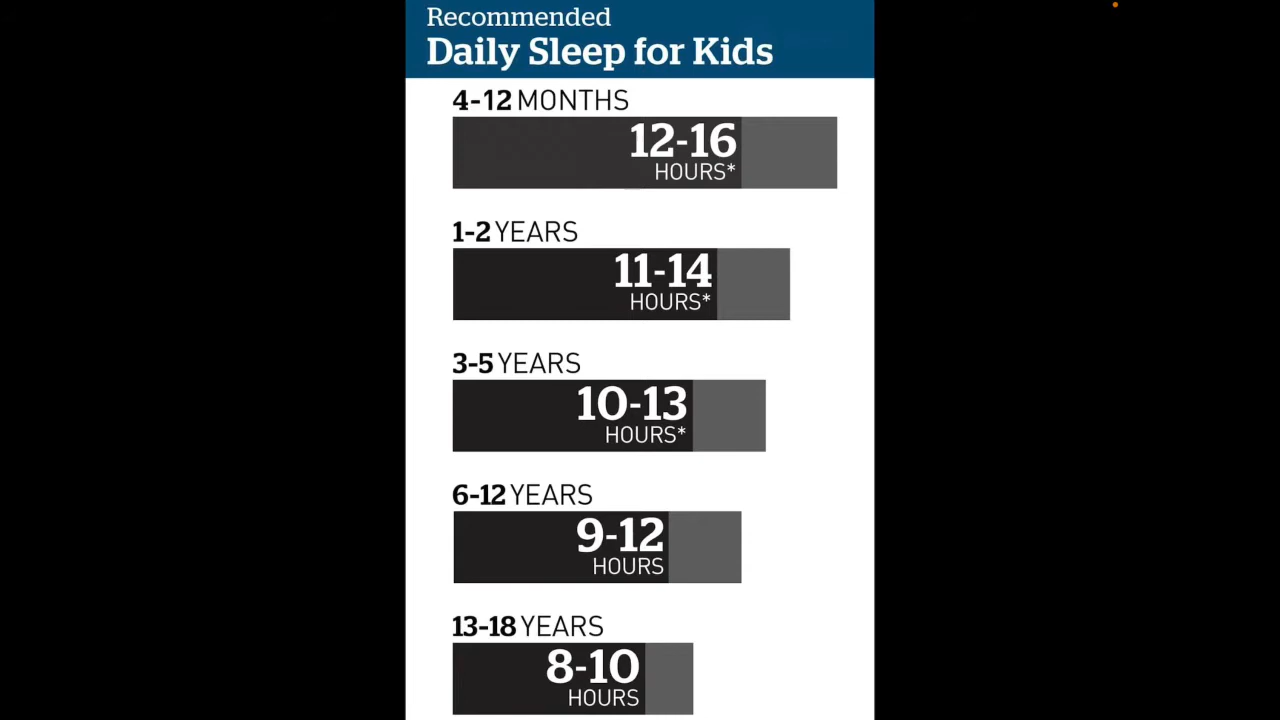 Recommended
Daily Sleep for Kids
4-12 MONTHS
12-16
HOURS*
1-2 YEARS
11-14
HOURS*
3-5 YEARS
10-13
HOURS*
6-12 YEARS
9-12
HOURS
13-18 YEARS
8-10
HOURS